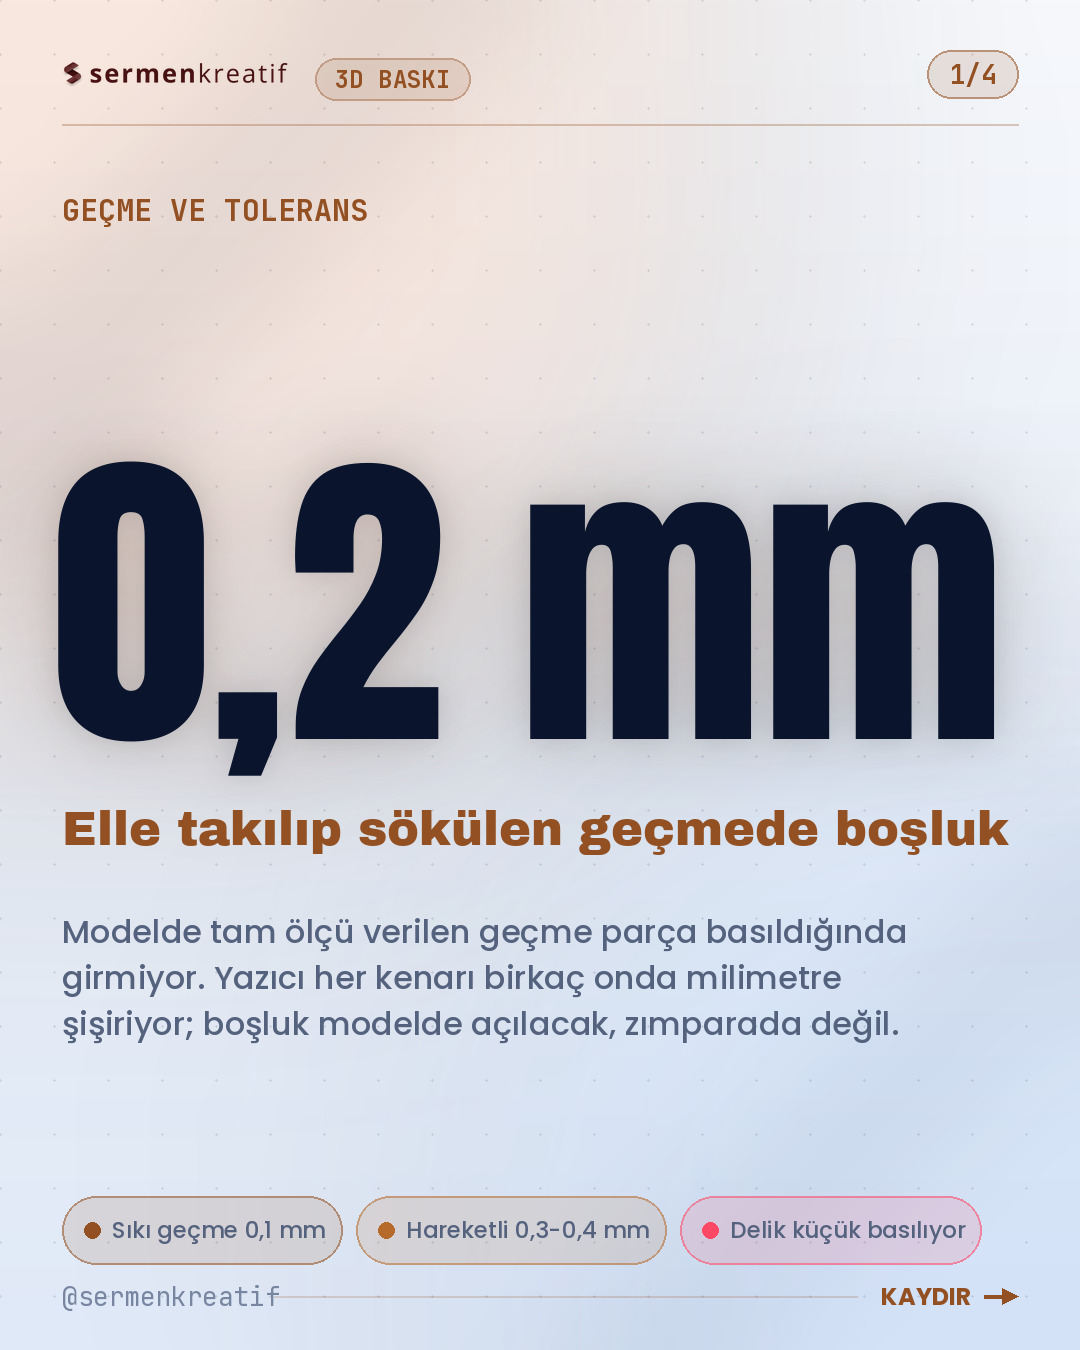 sermenkreatif
3D BASKI
1/4
GEÇME VE TOLERANS
0,2 mm
Elle takılıp sökülen geçmede boşluk
Modelde tam ölçü verilen geçme parça basıldığında
girmiyor. Yazıcı her kenarı birkaç onda milimetre
şişiriyor; boşluk modelde açılacak, zımparada değil.
Sıkı geçme 0,1 mm
Hareketli 0,3-0,4 mm
Delik küçük basılıyor
@sermenkreatif
KAYDIR